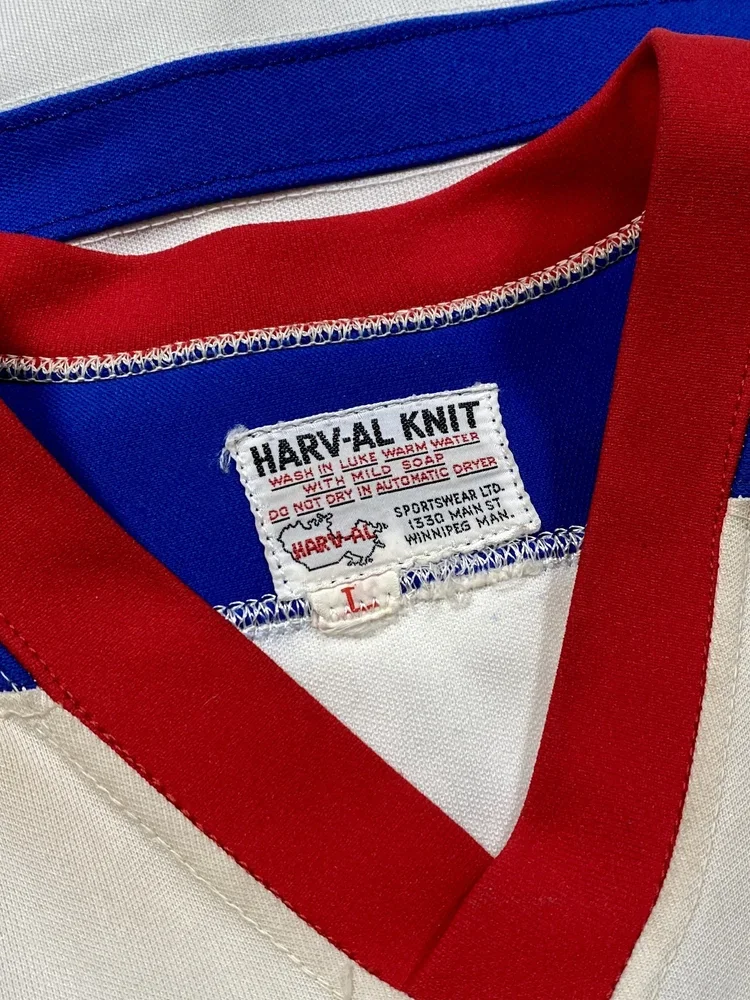 HARV-AL KNIT
WASH IN LUKE WARM WATER
WITH MILD SOAP
DO NOT DRY IN AUTOMATIC DRYER
HARV-AL
SPORTSWEAR LTD.
1330 MAIN ST.
WINNIPEG MAN.
L